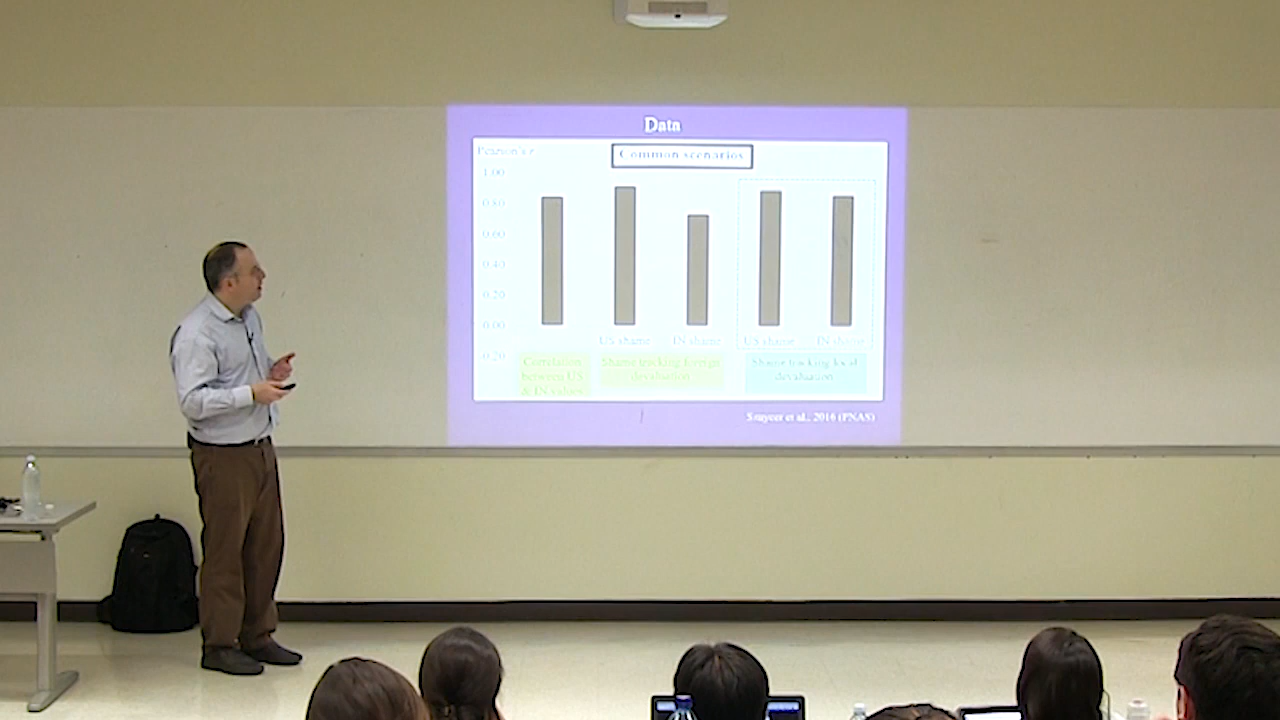 Data
Pearson's r
Common scenarios
1.00
0.80
0.60
0.40
0.20
0.00
-0.20
US shame
IN shame
US shame
IN shame
Correlation
between US
& IN values
Shame tracking foreign
devaluation
Shame tracking local
devaluation
Sznycer et al., 2016 (PNAS)